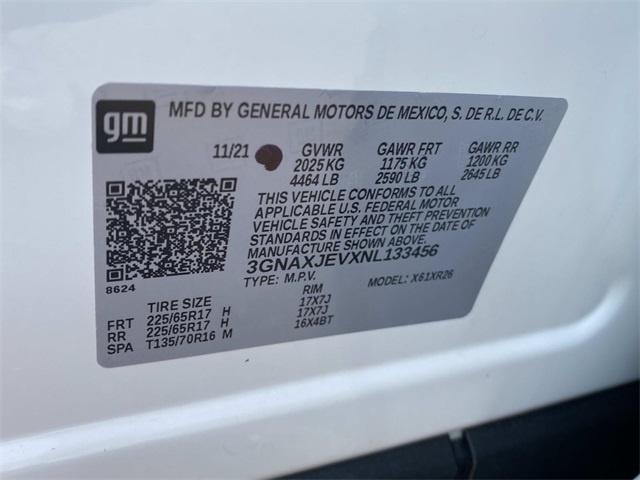 gm
MFD BY GENERAL MOTORS DE MEXICO, S. DE R.L. DE C.V.
11/21 GVWR GAWR FRT GAWR RR
2025 KG 1175 KG 1200 KG
4464 LB 2590 LB 2645 LB
THIS VEHICLE CONFORMS TO ALL
APPLICABLE U.S. FEDERAL MOTOR
VEHICLE SAFETY AND THEFT PREVENTION
STANDARDS IN EFFECT ON THE DATE OF
MANUFACTURE SHOWN ABOVE.
3GNAXJEVXNL133456
TYPE: M.P.V. MODEL: X61XR26
8624
TIRE SIZE RIM
FRT 225/65R17 H 17X7J
RR 225/65R17 H 17X7J
SPA T135/70R16 M 16X4BT